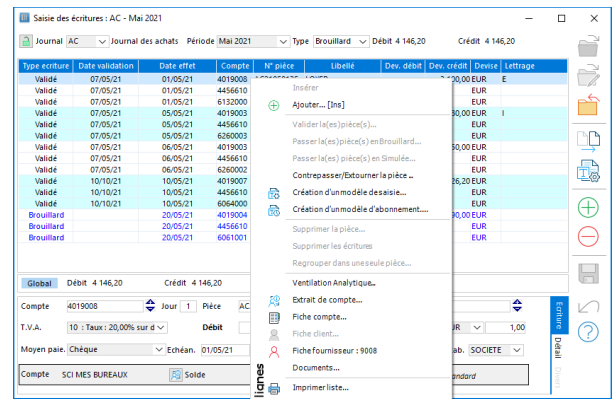 Saisie des écritures : AC - Mai 2021
Journal AC Journal des achats Période Mai 2021 Type Brouillard Débit 4 146,20 Crédit 4 146,20
Type ecriture Date validation Date effet Compte N° pièce Libellé Dev. débit Dev. crédit Devise Lettrage
Validé 07/05/21 01/05/21 4019008 EUR E
Validé 07/05/21 01/05/21 4456610 EUR
Validé 07/05/21 01/05/21 6132000 EUR
Validé 07/05/21 05/05/21 4019003 EUR I
Validé 07/05/21 05/05/21 4456610 EUR
Validé 07/05/21 05/05/21 6260003 EUR
Validé 07/05/21 06/05/21 4019003 EUR
Validé 07/05/21 06/05/21 4456610 EUR
Validé 07/05/21 06/05/21 6260002 EUR
Validé 10/10/21 10/05/21 4019007 EUR
Validé 10/10/21 10/05/21 4456610 EUR
Validé 10/10/21 10/05/21 6064000 EUR
Brouillard 20/05/21 4019004 EUR
Brouillard 20/05/21 4456610 EUR
Brouillard 20/05/21 6061001 EUR
Insérer
Ajouter... [Ins]
Valider la(es) pièce(s)...
Passer la(es) pièce(s) en Brouillard...
Passer la(es) pièce(s) en Simulée...
Contrepasser/Extourner la pièce ..
Création d'un modèle de saisie...
Création d'un modèle d'abonnement....
Supprimer la pièce...
Supprimer les écritures
Regrouper dans une seule pièce...
Ventilation Analytique..
Extrait de compte...
Fiche compte...
Fiche client...
Fiche fournisseur : 9008
Documents...
Imprimer liste...
Global Débit 4 146,20 Crédit 4 146,20
Compte 4019008 Jour 1 Pièce AC
T.V.A. 10 : Taux : 20,00% sur d Débit 1,00
Moyen paie. Chèque Echéan. 01/05/21 SOCIETE
Compte SCI MES BUREAUX Solde
lignes
Ecriture
Détail
Divers